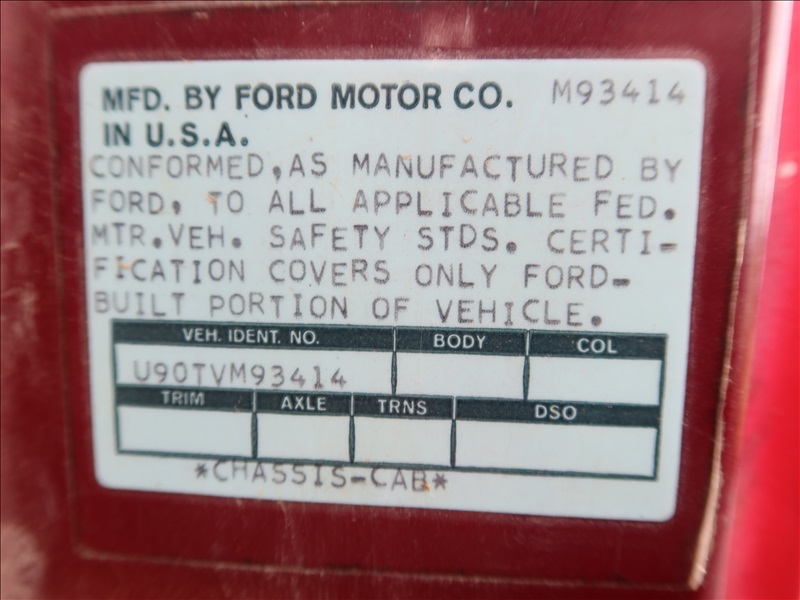 MFD. BY FORD MOTOR CO. M93414
IN U.S.A.
CONFORMED, AS MANUFACTURED BY
FORD, TO ALL APPLICABLE FED.
MTR.VEH. SAFETY STDS. CERTI-
FICATION COVERS ONLY FORD-
BUILT PORTION OF VEHICLE.
VEH. IDENT. NO. BODY COL
U90TVM93414
TRIM AXLE TRNS DSO
*CHASSIS-CAB*